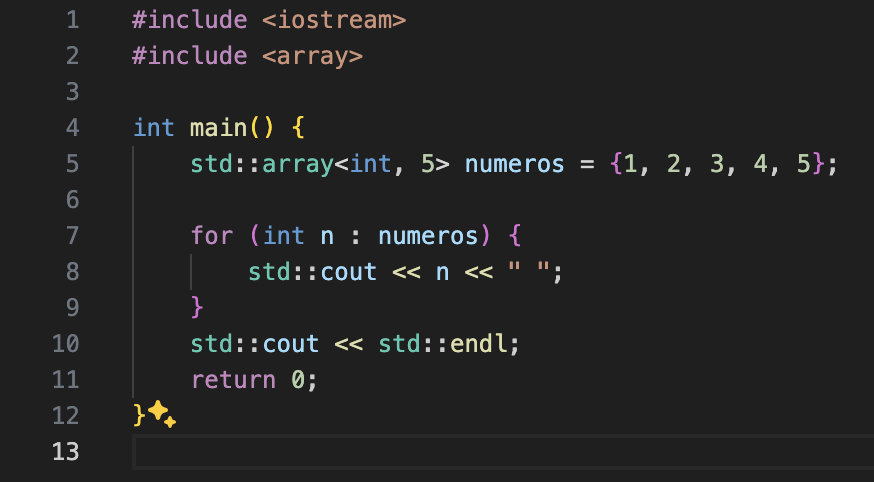 1 #include <iostream>
2 #include <array>
3
4 int main() {
5     std::array<int, 5> numeros = {1, 2, 3, 4, 5};
6
7     for (int n : numeros) {
8         std::cout << n << " ";
9     }
10     std::cout << std::endl;
11     return 0;
12 }
13